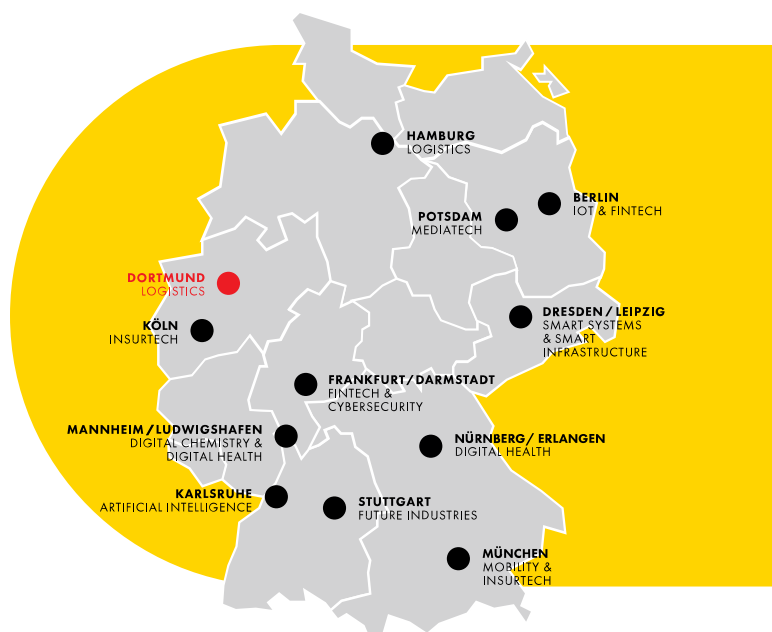 HAMBURG
LOGISTICS
BERLIN
IOT & FINTECH
POTSDAM
MEDIATECH
DORTMUND
LOGISTICS
KÖLN
INSURTECH
DRESDEN / LEIPZIG
SMART SYSTEMS
& SMART
INFRASTRUCTURE
FRANKFURT/DARMSTADT
FINTECH &
CYBERSECURITY
MANNHEIM/LUDWIGSHAFEN
DIGITAL CHEMISTRY &
DIGITAL HEALTH
NÜRNBERG/ ERLANGEN
DIGITAL HEALTH
KARLSRUHE
ARTIFICIAL INTELLIGENCE
STUTTGART
FUTURE INDUSTRIES
MÜNCHEN
MOBILITY &
INSURTECH